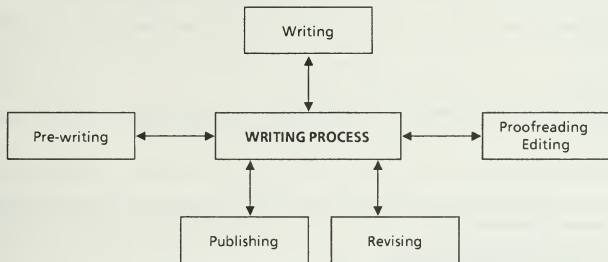 Writing
Pre-writing
WRITING PROCESS
Proofreading
Editing
Publishing
Revising